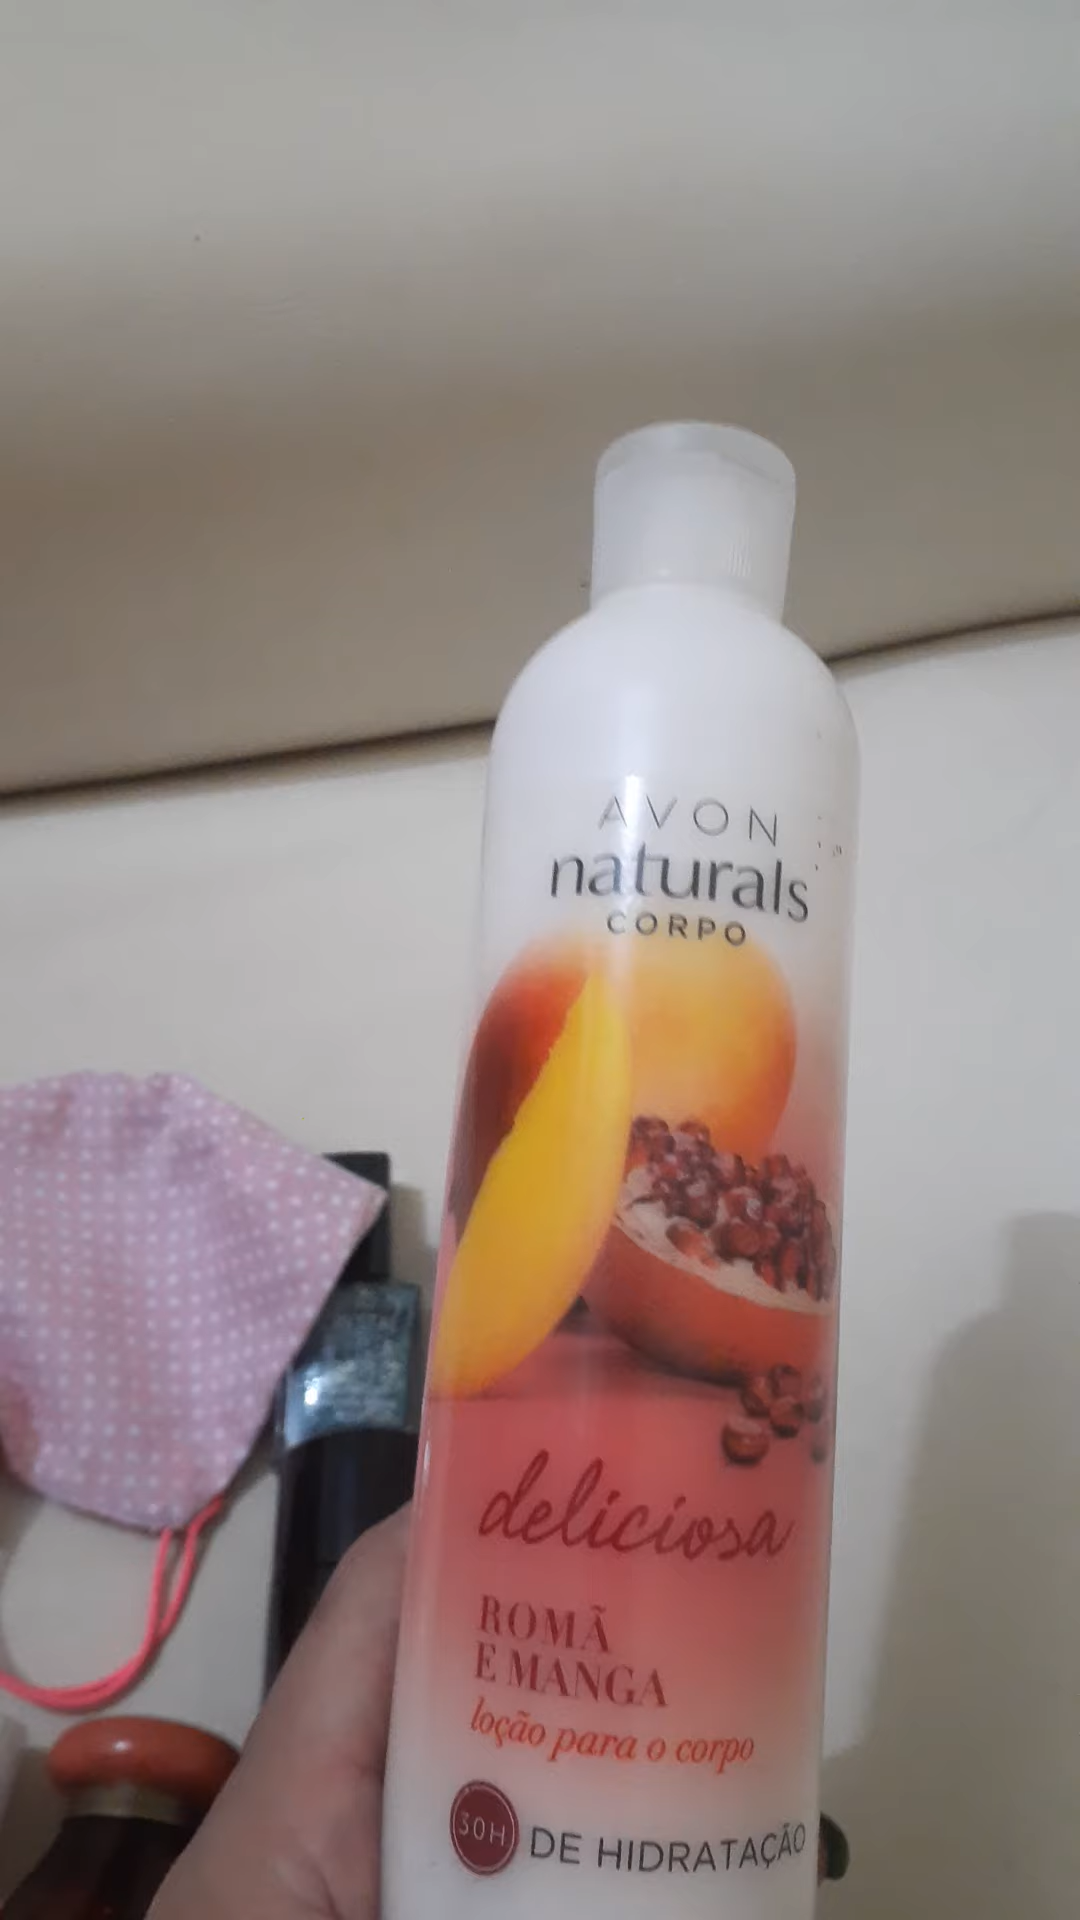 AVON
naturals
CORPO
deliciosa
ROMÃ
E MANGA
loção para o corpo
30H DE HIDRATAÇÃO